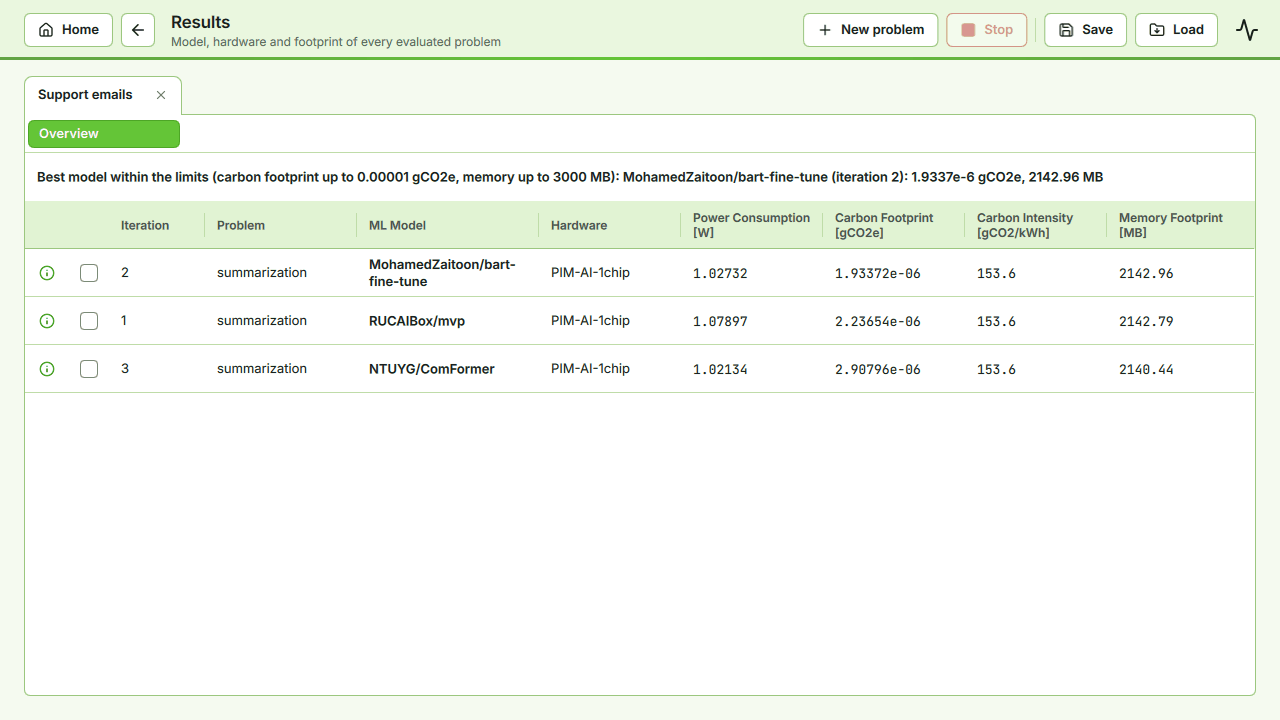 Home
Results
Model, hardware and footprint of every evaluated problem
New problem
Stop
Save
Load
Support emails
Overview
Best model within the limits (carbon footprint up to 0.00001 gCO2e, memory up to 3000 MB): MohamedZaitoon/bart-fine-tune (iteration 2): 1.9337e-6 gCO2e, 2142.96 MB
Iteration Problem ML Model Hardware Power Consumption [W] Carbon Footprint [gCO2e] Carbon Intensity [gCO2/kWh] Memory Footprint [MB]
2 summarization MohamedZaitoon/bart-fine-tune PIM-AI-1chip 1.02732 1.93372e-06 153.6 2142.96
1 summarization RUCAIBox/mvp PIM-AI-1chip 1.07897 2.23654e-06 153.6 2142.79
3 summarization NTUYG/ComFormer PIM-AI-1chip 1.02134 2.90796e-06 153.6 2140.44